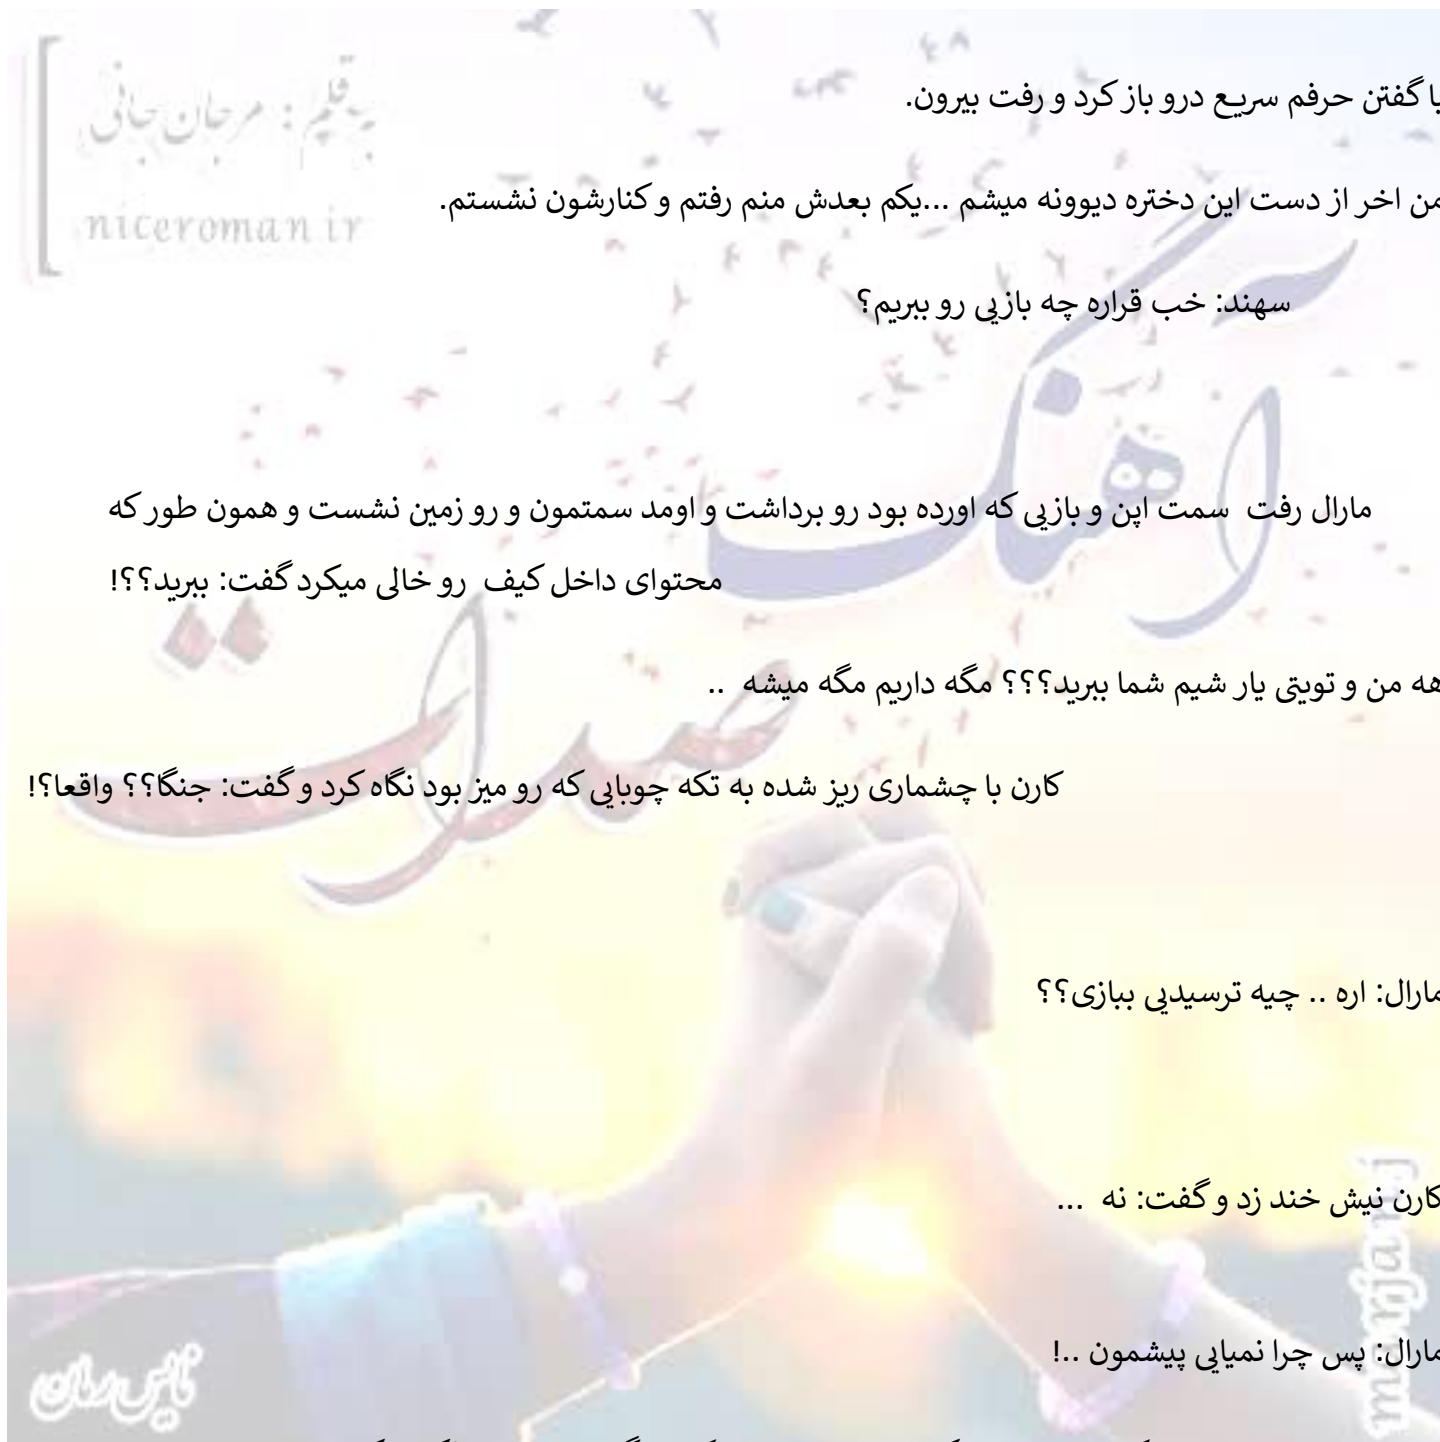 به قلم : مرجان جانی
niceroman.ir
با گفتن حرفم سریع درو باز کرد و رفت بیرون.
من اخر از دست این دختره دیوونه میشم ...یکم بعدش منم رفتم و کنارشون نشستم.
سهند: خب قراره چه بازیی رو ببریم؟
آهنگ
مارال رفت سمت اپن و بازیی که اورده بود رو برداشت و اومد سمتمون و رو زمین نشست و همون طور که
محتوای داخل کیف رو خالی میکرد گفت: ببرید؟؟!
صدات
هه من و تویتی یار شیم شما ببرید؟؟؟ مگه داریم مگه میشه ..
کارن با چشماری ریز شده به تکه چوبایی که رو میز بود نگاه کرد و گفت: جنگا؟؟ واقعا؟!
مارال: اره .. چیه ترسیدیی ببازی؟؟
کارن نیش خند زد و گفت: نه ...
مارال: پس چرا نمیایی پیشمون ..!
نایس رمان